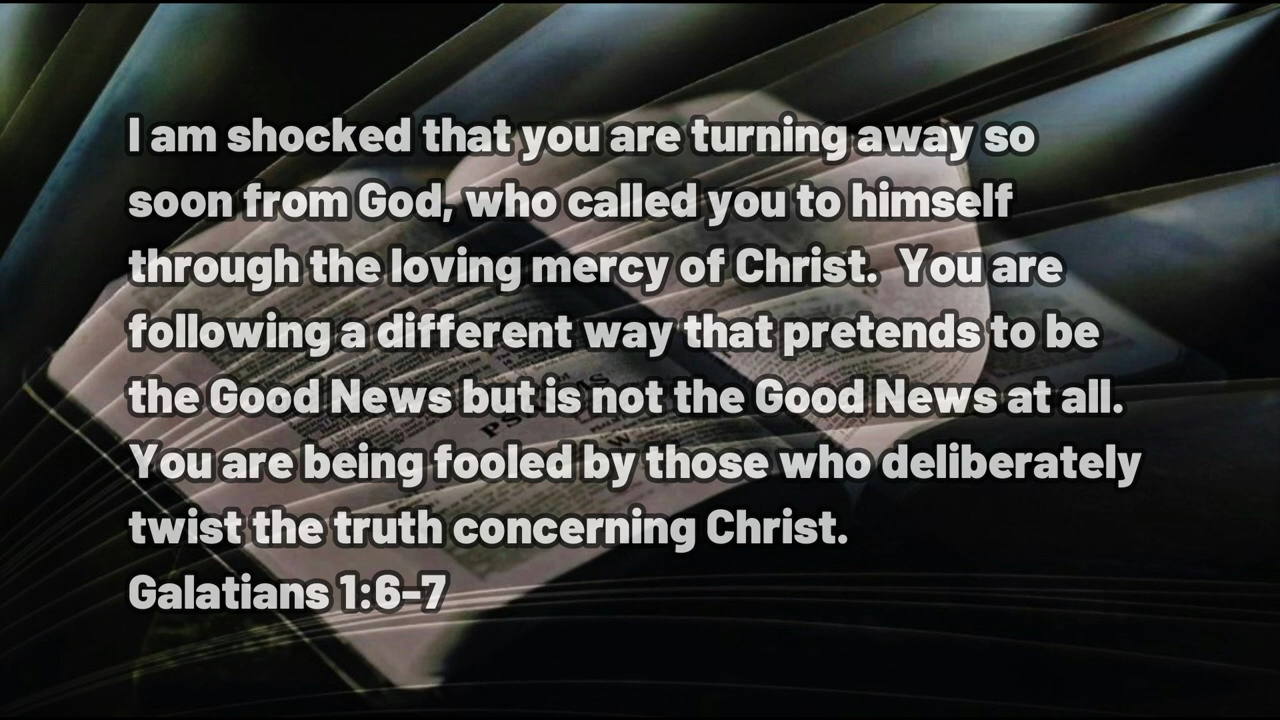 I am shocked that you are turning away so
soon from God, who called you to himself
through the loving mercy of Christ.  You are
following a different way that pretends to be
the Good News but is not the Good News at all.
You are being fooled by those who deliberately
twist the truth concerning Christ.
Galatians 1:6-7
PSALMS